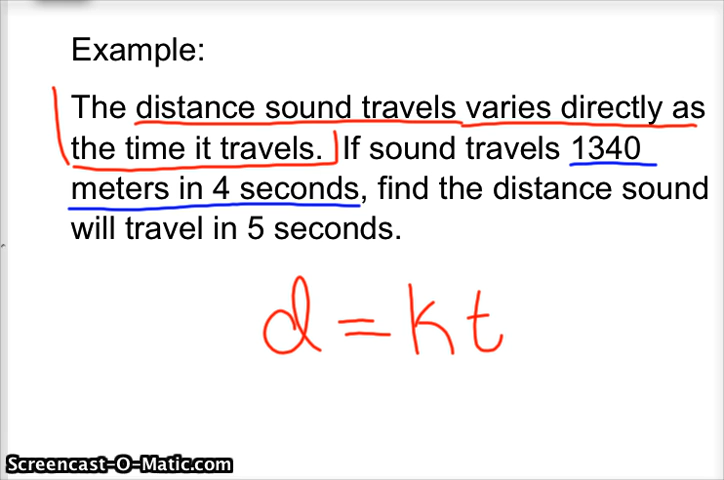 Example:
The distance sound travels varies directly as
the time it travels. If sound travels 1340
meters in 4 seconds, find the distance sound
will travel in 5 seconds.
d = kt
Screencast-O-Matic.com